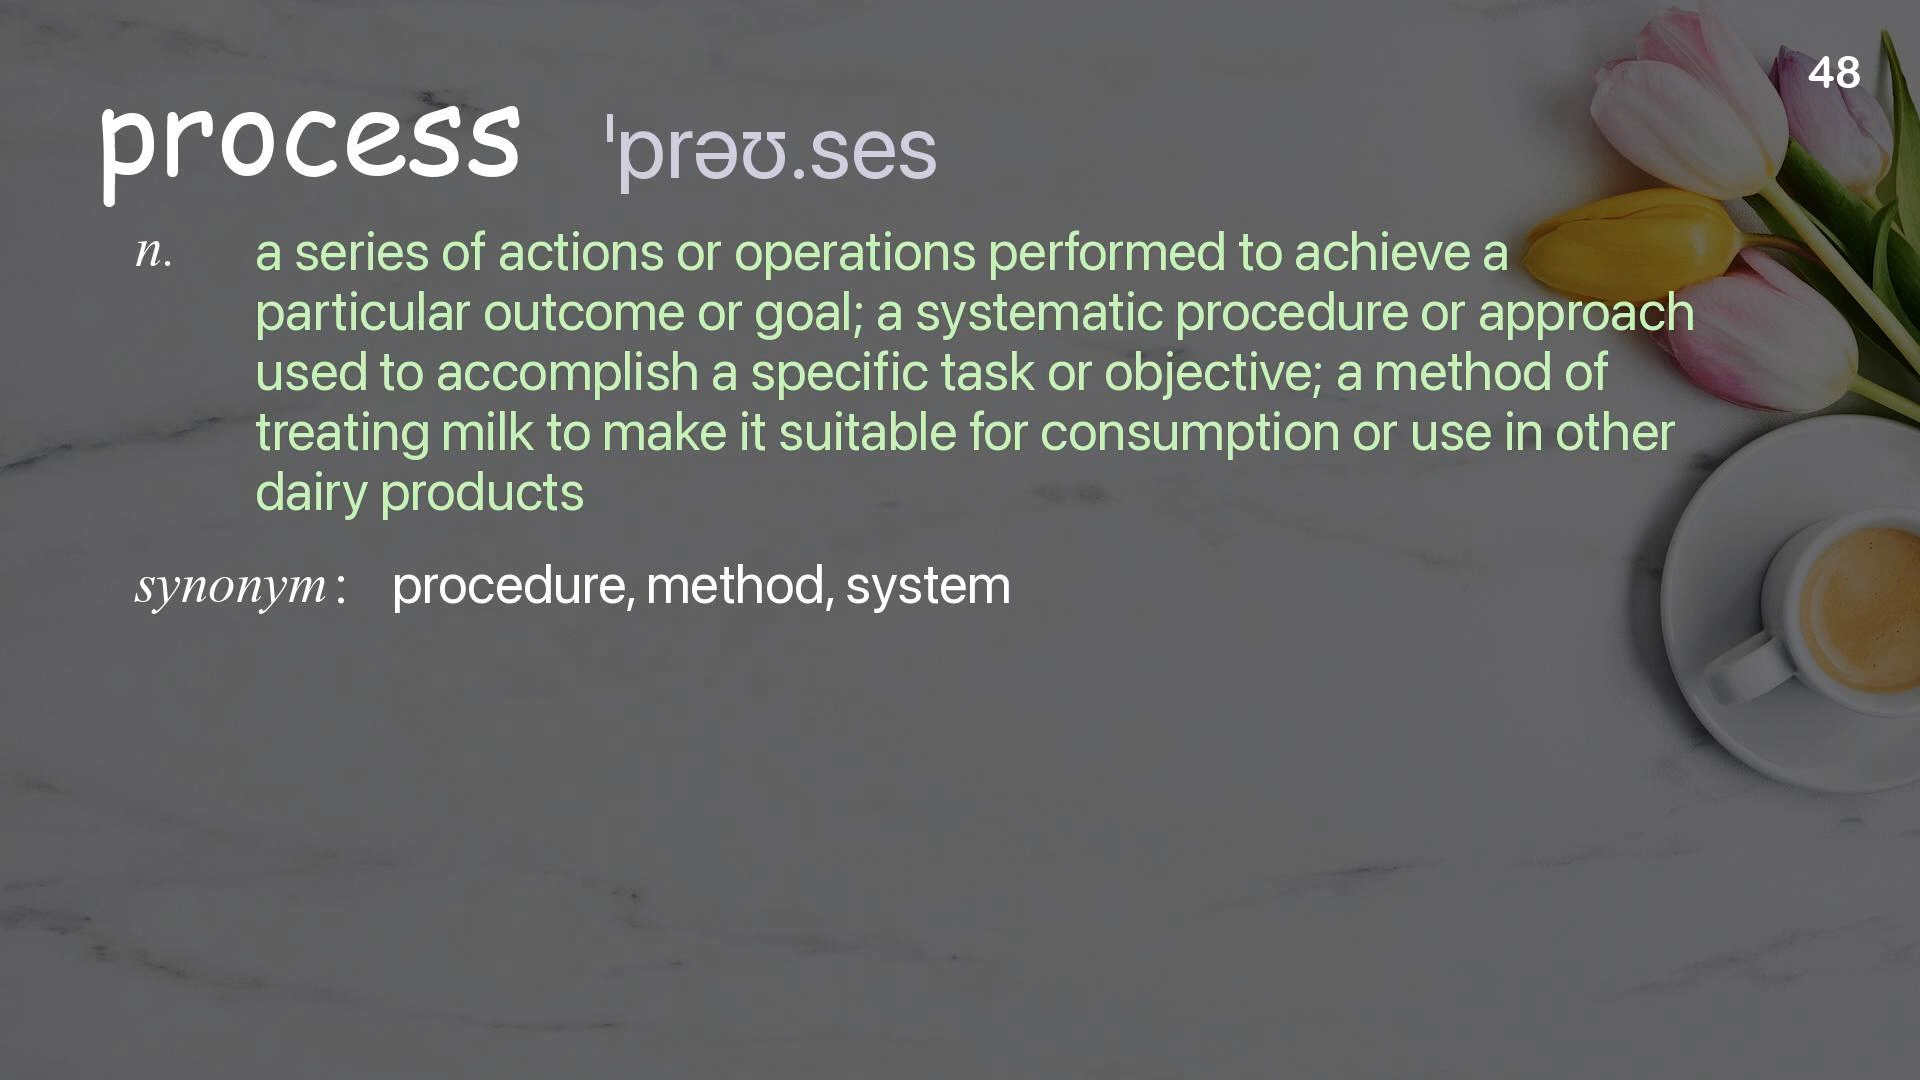 48
process ˈprəʊ.ses
n. a series of actions or operations performed to achieve a
particular outcome or goal; a systematic procedure or approach
used to accomplish a specific task or objective; a method of
treating milk to make it suitable for consumption or use in other
dairy products
synonym: procedure, method, system